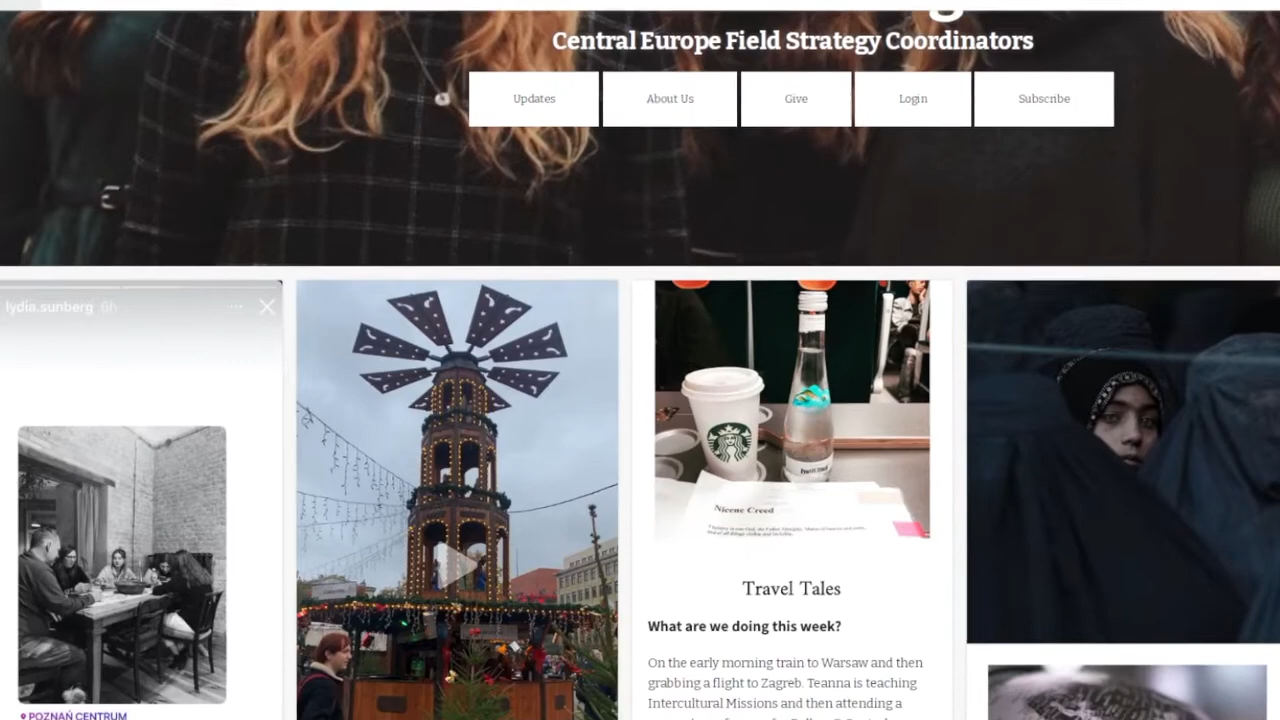 Central Europe Field Strategy Coordinators
Updates
About Us
Give
Login
Subscribe
lydia.sunberg 6h
POZNAŃ CENTRUM
Nicene Creed
Travel Tales
What are we doing this week?
On the early morning train to Warsaw and then
grabbing a flight to Zagreb. Teanna is teaching
Intercultural Missions and then attending a